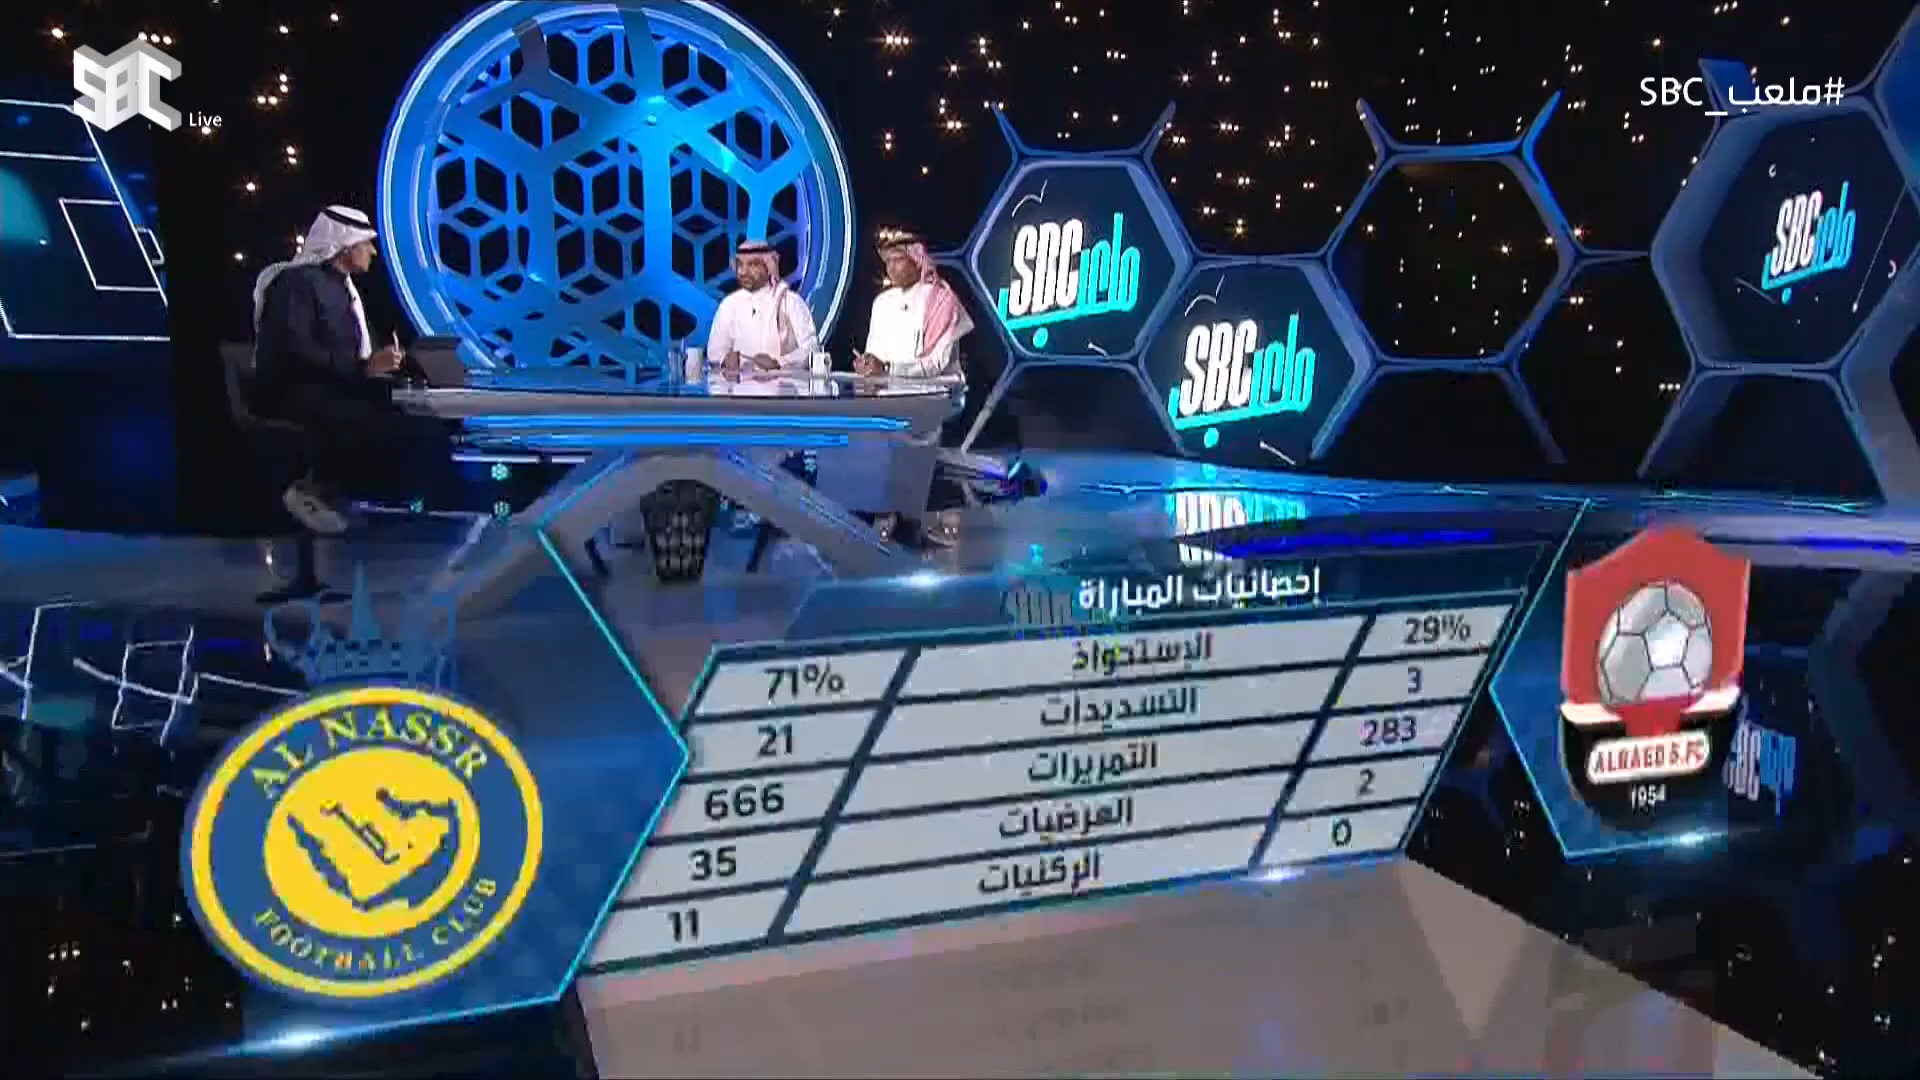 SBC
Live
#ملعب_SBC
SBC ملعب
SBC ملعب
SBC ملعب
إحصائيات المباراة
71% الإستحواذ 29%
21 التسديدات 3
666 التمريرات 283
35 العرضيات 2
11 الركنيات 0
AL NASSR
FOOTBALL CLUB
ALRAED S.FC
1954